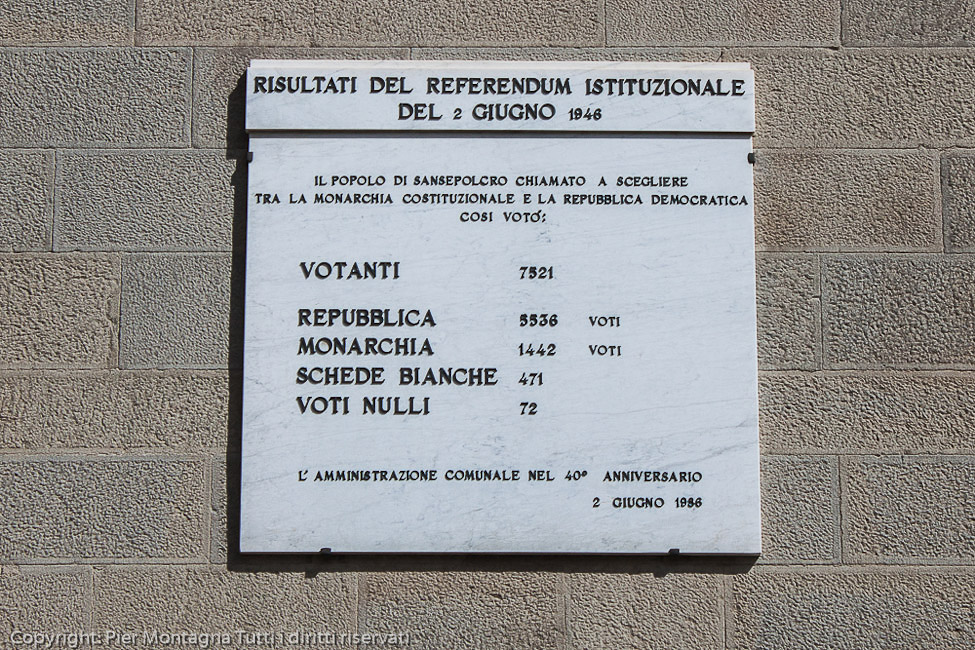 RISULTATI DEL REFERENDUM ISTITUZIONALE
DEL 2 GIUGNO 1946
IL POPOLO DI SANSEPOLCRO CHIAMATO A SCEGLIERE
TRA LA MONARCHIA COSTITUZIONALE E LA REPUBBLICA DEMOCRATICA
COSI VOTÓ:
VOTANTI 7521
REPUBBLICA 5536 VOTI
MONARCHIA 1442 VOTI
SCHEDE BIANCHE 471
VOTI NULLI 72
L'AMMINISTRAZIONE COMUNALE NEL 40° ANNIVERSARIO
2 GIUGNO 1986
Copyright: Pier Montagna Tutti i diritti riservati